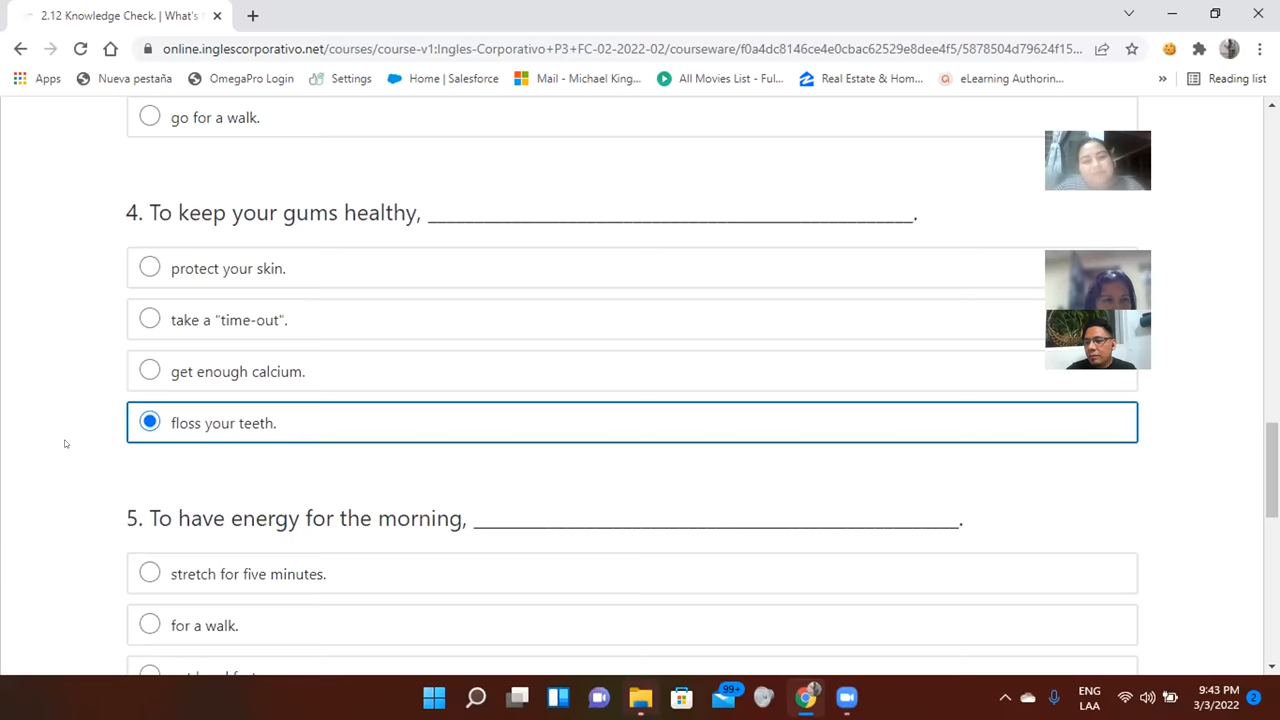 2.12 Knowledge Check. | What's
online.inglescorporativo.net/courses/course-v1:Ingles-Corporativo+P3+FC-02-2022-02/courseware/f0a4dc8146ce4e0cbac62529e8dee4f5/5878504d79624f15...
Apps Nueva pestaña OmegaPro Login Settings Home | Salesforce Mail - Michael King... All Movies List - Ful... Real Estate & Hom... eLearning Authorin... » Reading list
go for a walk.
4. To keep your gums healthy, ________________________________________.
protect your skin.
take a "time-out".
get enough calcium.
floss your teeth.
5. To have energy for the morning, ________________________________________.
stretch for five minutes.
for a walk.
99+
ENG
LAA
9:43 PM
3/3/2022
2